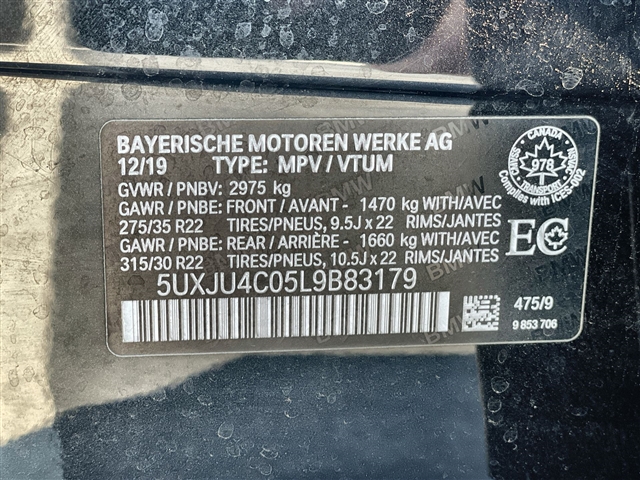 BAYERISCHE MOTOREN WERKE AG
12/19 TYPE: MPV / VTUM
GVWR / PNBV: 2975 kg
GAWR / PNBE: FRONT / AVANT - 1470 kg WITH/AVEC
275/35 R22 TIRES/PNEUS, 9.5J x 22 RIMS/JANTES
GAWR / PNBE: REAR / ARRIÈRE - 1660 kg WITH/AVEC
315/30 R22 TIRES/PNEUS, 10.5J x 22 RIMS/JANTES
5UXJU4C05L9B83179
CANADA
978
TRANSPORT
Complies with ICES-002
EC
475/9
9 853 706
BMW